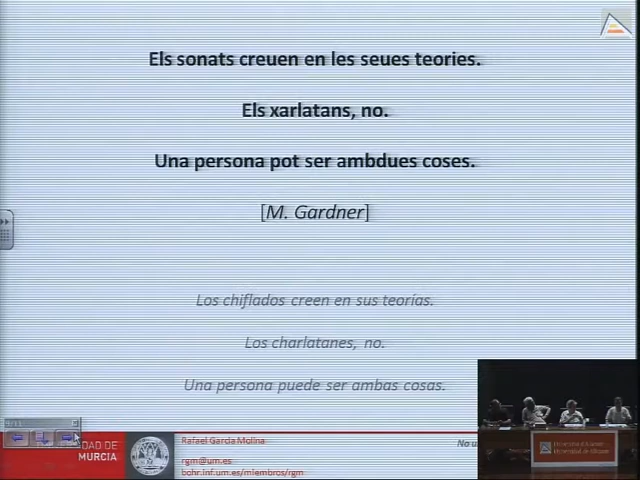 Els sonats creuen en les seues teories.
Els xarlatans, no.
Una persona pot ser ambdues coses.
[M. Gardner]
Los chiflados creen en sus teorías.
Los charlatanes, no.
Una persona puede ser ambas cosas.
DAD DE
MURCIA
Rafael Garcia Molina
rgm@um.es
bohr.inf.um.es/miembros/rgm
No u